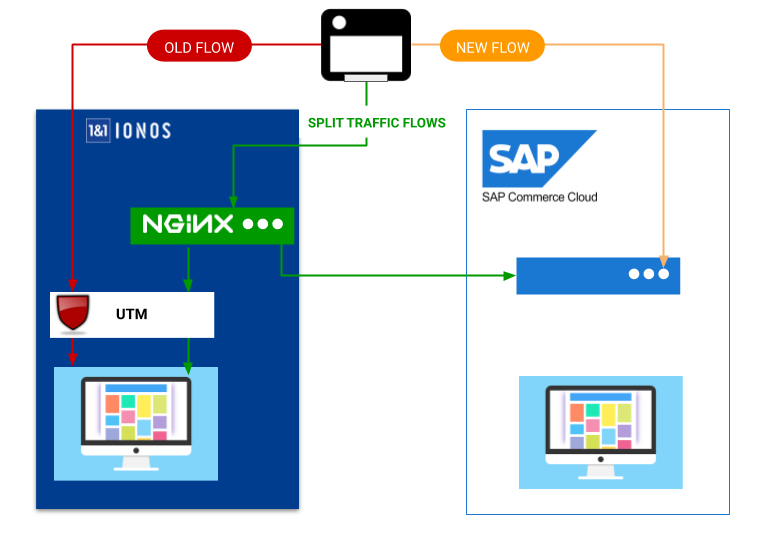 OLD FLOW
NEW FLOW
1&1 IONOS
SPLIT TRAFFIC FLOWS
SAP
SAP Commerce Cloud
NGiNX
UTM